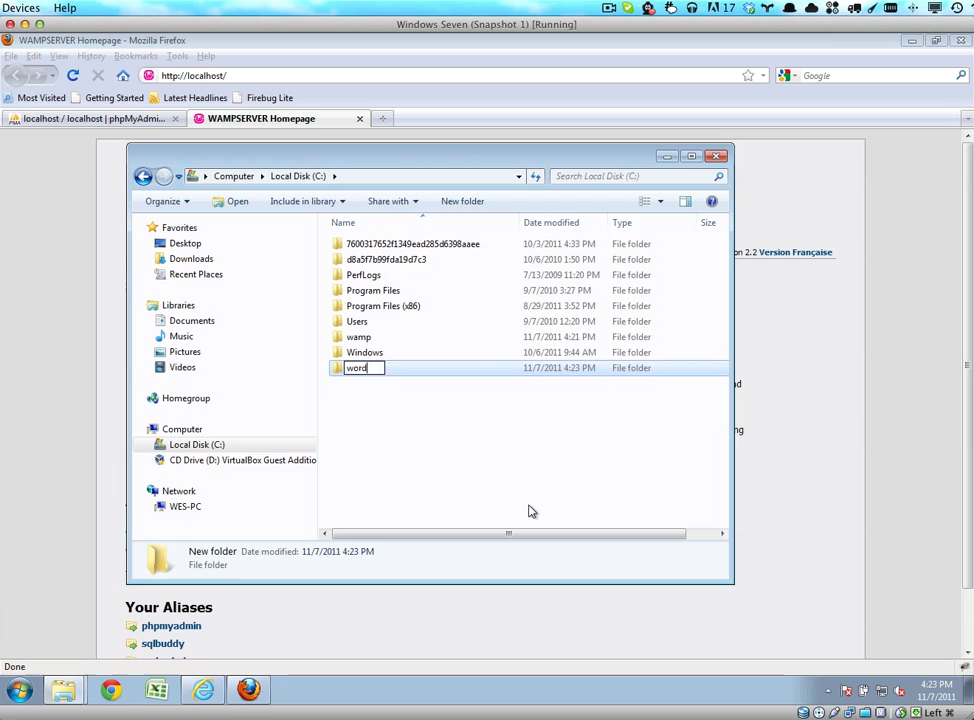 Devices Help 17
Windows Seven (Snapshot 1) [Running]
WAMPSERVER Homepage - Mozilla Firefox
File Edit View History Bookmarks Tools Help
http://localhost/ Google
Most Visited Getting Started Latest Headlines Firebug Lite
localhost / localhost | phpMyAdmi... WAMPSERVER Homepage
Computer Local Disk (C:) Search Local Disk (C:)
Organize Open Include in library Share with New folder
Name Date modified Type Size
Favorites
Desktop
Downloads
Recent Places
Libraries
Documents
Music
Pictures
Videos
Homegroup
Computer
Local Disk (C:)
CD Drive (D:) VirtualBox Guest Additio
Network
WES-PC
7600317652f1349ead285d6398aaee 10/3/2011 4:33 PM File folder
d8a5f7b99fda19d7c3 10/6/2010 1:50 PM File folder
PerfLogs 7/13/2009 11:20 PM File folder
Program Files 9/7/2010 3:27 PM File folder
Program Files (x86) 8/29/2011 3:52 PM File folder
Users 9/7/2010 12:20 PM File folder
wamp 11/7/2011 4:21 PM File folder
Windows 10/6/2011 9:44 AM File folder
word 11/7/2011 4:23 PM File folder
New folder Date modified: 11/7/2011 4:23 PM
File folder
on 2.2 Version Française
Your Aliases
phpmyadmin
sqlbuddy
Done
4:23 PM
11/7/2011
Left ⌘